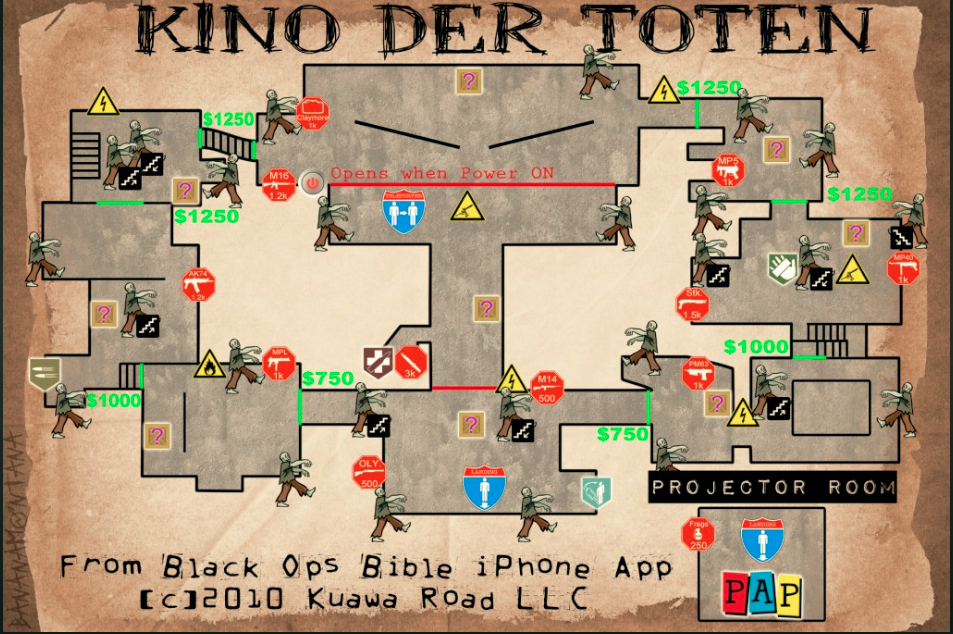 KINO DER TOTEN
?
$1250
$1250
Claymore
1k
MP5
1k
?
M16
1.2k
Opens when Power ON
?
$1250
$1250
TELEPORTER
?
AK74
1.2k
MP40
1k
Stk.
1.5k
?
?
MPL
1k
3k
$1000
$750
M14
500
PM63
1k
?
$1000
?
$750
?
OLY
500
LANDING
PROJECTOR ROOM
Frags
250
LANDING
PAP
From Black Ops Bible iPhone App
[c]2010 Kuawa Road LLC
BANANAMONTANA